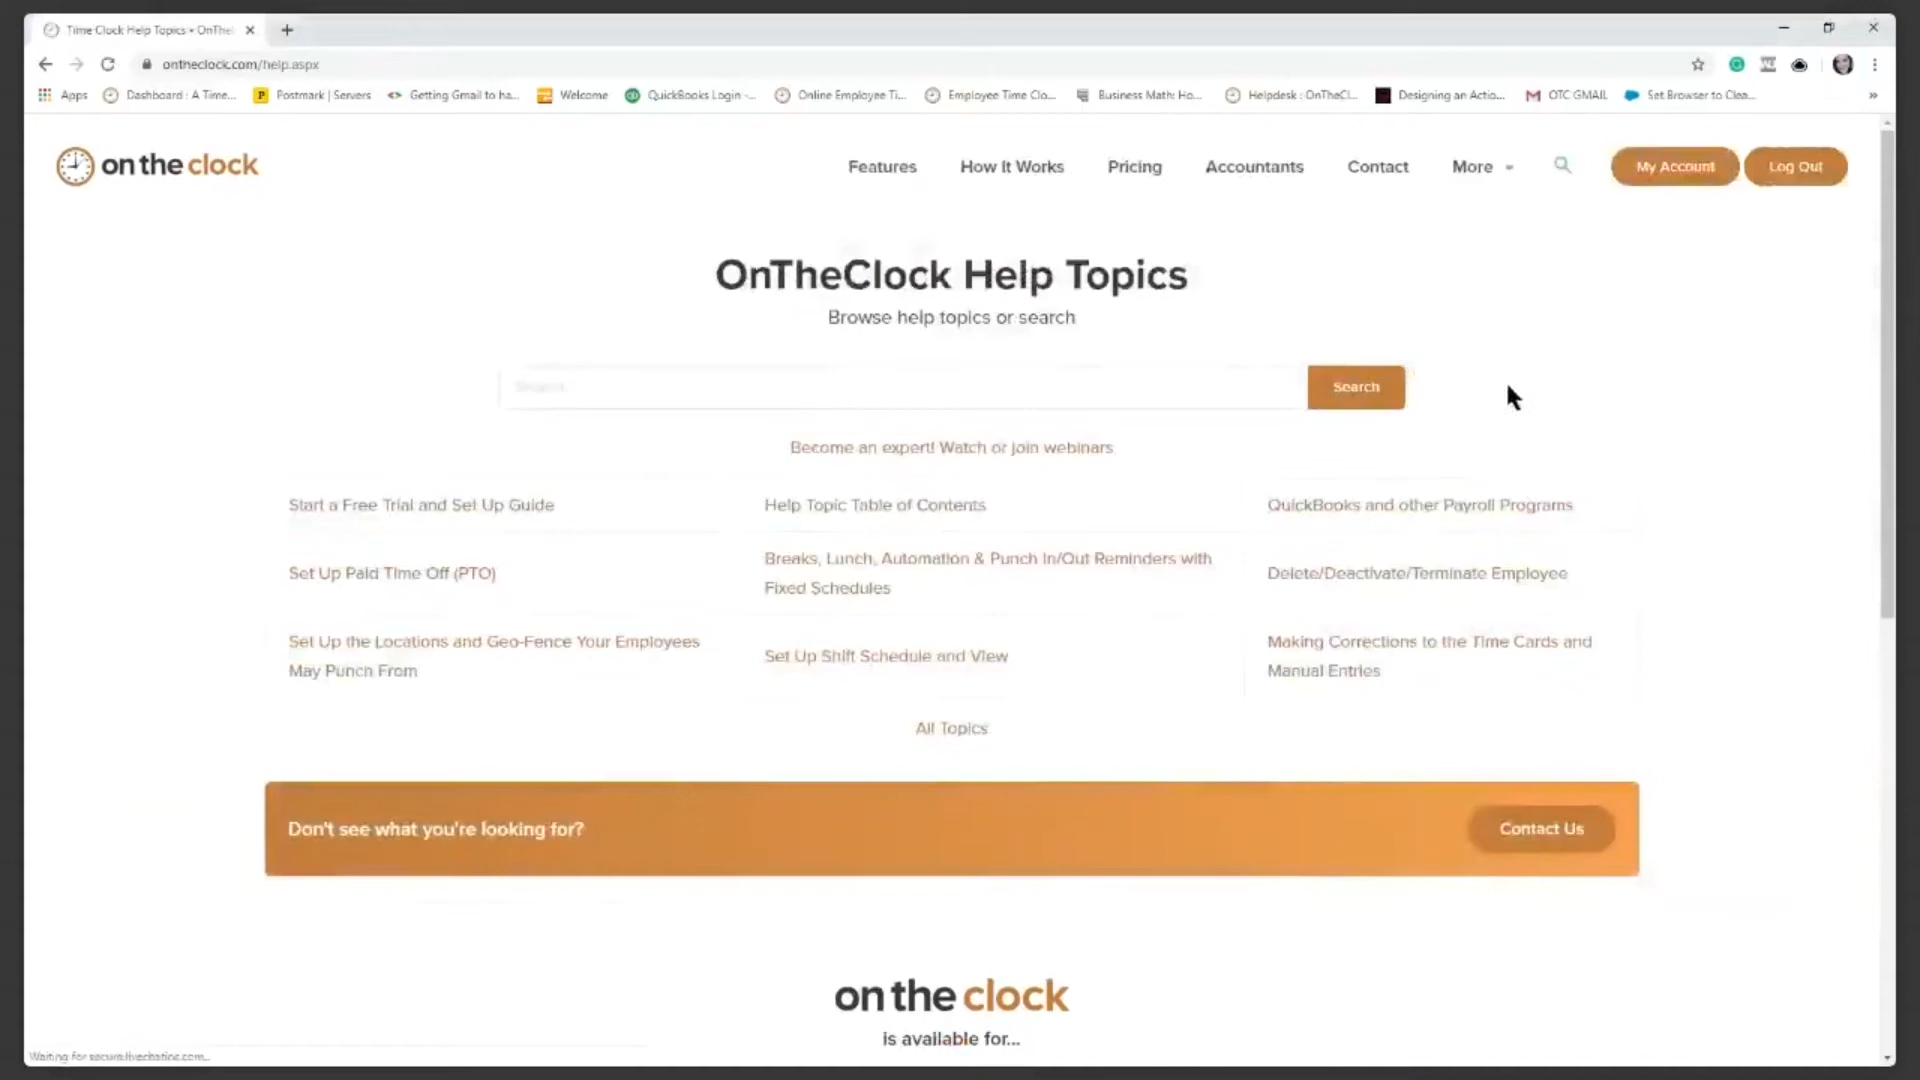 Time Clock Help Topics • OnThe
ontheclock.com/help.aspx
Apps Dashboard : A Time... Postmark | Servers Getting Gmail to ha... Welcome QuickBooks Login -... Online Employee Ti... Employee Time Clo... Business Math: Ho... Helpdesk : OnTheCl... Designing an Actio... OTC GMAIL Set Browser to Clea... »
on the clock
Features How It Works Pricing Accountants Contact More My Account Log Out
OnTheClock Help Topics
Browse help topics or search
Search Search
Become an expert! Watch or join webinars
Start a Free Trial and Set Up Guide Help Topic Table of Contents QuickBooks and other Payroll Programs
Set Up Paid Time Off (PTO)
Breaks, Lunch, Automation & Punch In/Out Reminders with
Fixed Schedules
Delete/Deactivate/Terminate Employee
Set Up the Locations and Geo-Fence Your Employees
May Punch From
Set Up Shift Schedule and View
Making Corrections to the Time Cards and
Manual Entries
All Topics
Don't see what you're looking for? Contact Us
on the clock
is available for...
Waiting for secure.livechatinc.com...